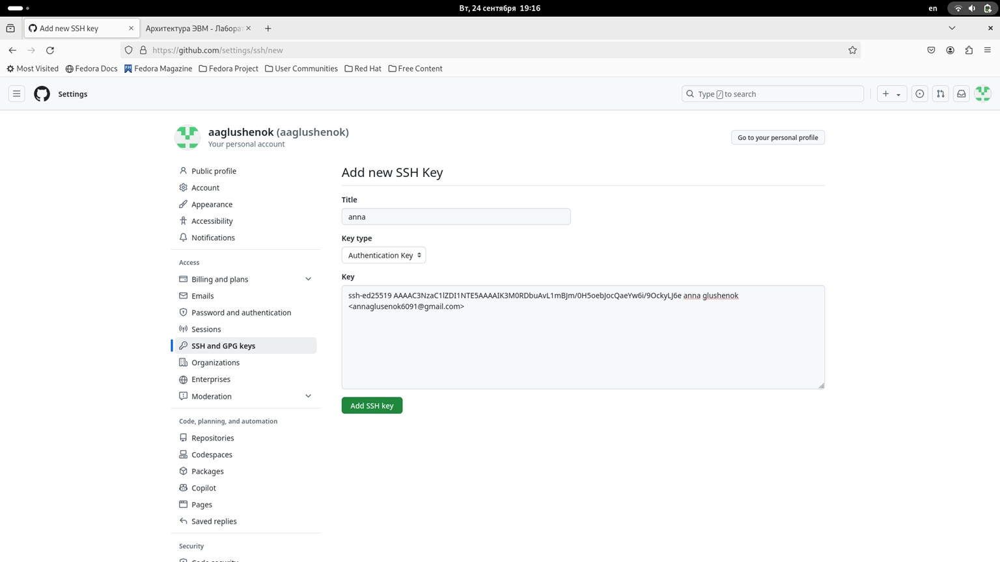 Вт, 24 сентября 19:16
en
Add new SSH key
Архитектура ЭВМ - Лаборат
https://github.com/settings/ssh/new
Most Visited
Fedora Docs
Fedora Magazine
Fedora Project
User Communities
Red Hat
Free Content
Settings
Type / to search
aaglushenok (aaglushenok)
Your personal account
Go to your personal profile
Public profile
Account
Appearance
Accessibility
Notifications
Access
Billing and plans
Emails
Password and authentication
Sessions
SSH and GPG keys
Organizations
Enterprises
Moderation
Code, planning, and automation
Repositories
Codespaces
Packages
Copilot
Pages
Saved replies
Security
Code security
Add new SSH Key
Title
anna
Key type
Authentication Key
Key
ssh-ed25519 AAAAC3NzaC1lZDI1NTE5AAAAIK3M0RDbuAvL1mBJm/0H5oebJocQaeYw6i/9OckyLJ6e anna glushenok
<annaglusenok6091@gmail.com>
Add SSH key